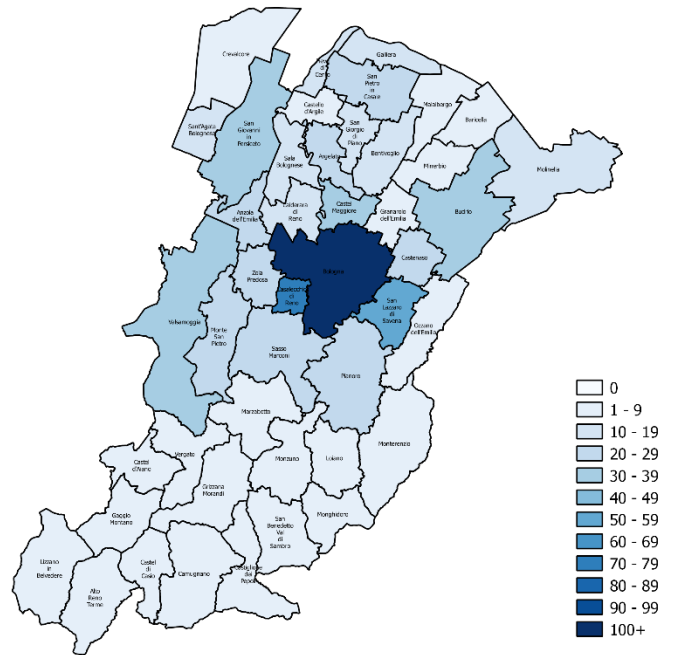 Crevalcore
Galliera
Pieve
di
Cento
San
Pietro
in
Casale
Castello
d'Argile
Malalbergo
San
Giovanni
in
Persiceto
Sant'Agata
Bolognese
San
Giorgio
di
Piano
Baricella
Sala
Bolognese
Argelato
Bentivoglio
Minerbio
Molinella
Anzola
dell'Emilia
Calderara
di
Reno
Castel
Maggiore
Granarolo
dell'Emilia
Budrio
Castenaso
Zola
Predosa
Bologna
Casalecchio
di
Reno
San
Lazzaro
di
Savena
Ozzano
dell'Emilia
Valsamoggia
Monte
San
Pietro
Sasso
Marconi
Pianoro
Marzabotto
Monterenzio
Vergato
Castel
d'Aiano
Monzuno
Loiano
Grizzana
Morandi
Gaggio
Montano
Monghidoro
San
Benedetto
Val
di
Sambro
Lizzano
in
Belvedere
Alto
Reno
Terme
Castel
di
Casio
Camugnano
Castiglione
dei
Pepoli
0
1 - 9
10 - 19
20 - 29
30 - 39
40 - 49
50 - 59
60 - 69
70 - 79
80 - 89
90 - 99
100+